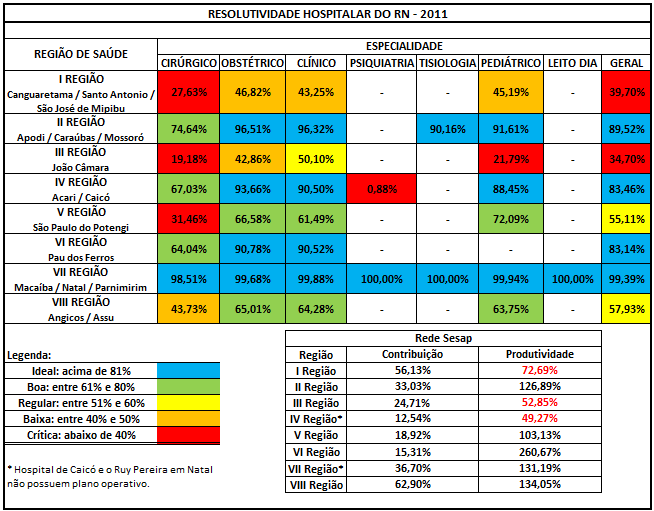 RESOLUTIVIDADE HOSPITALAR DO RN - 2011
REGIÃO DE SAÚDE
ESPECIALIDADE
CIRÚRGICO OBSTÉTRICO CLÍNICO PSIQUIATRIA TISIOLOGIA PEDIÁTRICO LEITO DIA GERAL
I REGIÃO
Canguaretama / Santo Antonio /
São José de Mipibu
27,63% 46,82% 43,25% - - 45,19% - 39,70%
II REGIÃO
Apodi / Caraúbas / Mossoró
74,64% 96,51% 96,32% - 90,16% 91,61% - 89,52%
III REGIÃO
João Câmara
19,18% 42,86% 50,10% - - 21,79% - 34,70%
IV REGIÃO
Acari / Caicó
67,03% 93,66% 90,50% 0,88% - 88,45% - 83,46%
V REGIÃO
São Paulo do Potengi
31,46% 66,58% 61,49% - - 72,09% - 55,11%
VI REGIÃO
Pau dos Ferros
64,04% 90,78% 90,52% - - - - 83,14%
VII REGIÃO
Macaíba / Natal / Parnimirim
98,51% 99,68% 99,88% 100,00% 100,00% 99,94% 100,00% 99,39%
VIII REGIÃO
Angicos / Assu
43,73% 65,01% 64,28% - - 63,75% - 57,93%
Legenda:
Ideal: acima de 81%
Boa: entre 61% e 80%
Regular: entre 51% e 60%
Baixa: entre 40% e 50%
Crítica: abaixo de 40%
* Hospital de Caicó e o Ruy Pereira em Natal
não possuem plano operativo.
Rede Sesap
Região Contribuição Produtividade
I Região 56,13% 72,69%
II Região 33,03% 126,89%
III Região 24,71% 52,85%
IV Região* 12,54% 49,27%
V Região 18,92% 103,13%
VI Região 15,31% 260,67%
VII Região* 36,70% 131,19%
VIII Região 62,90% 134,05%